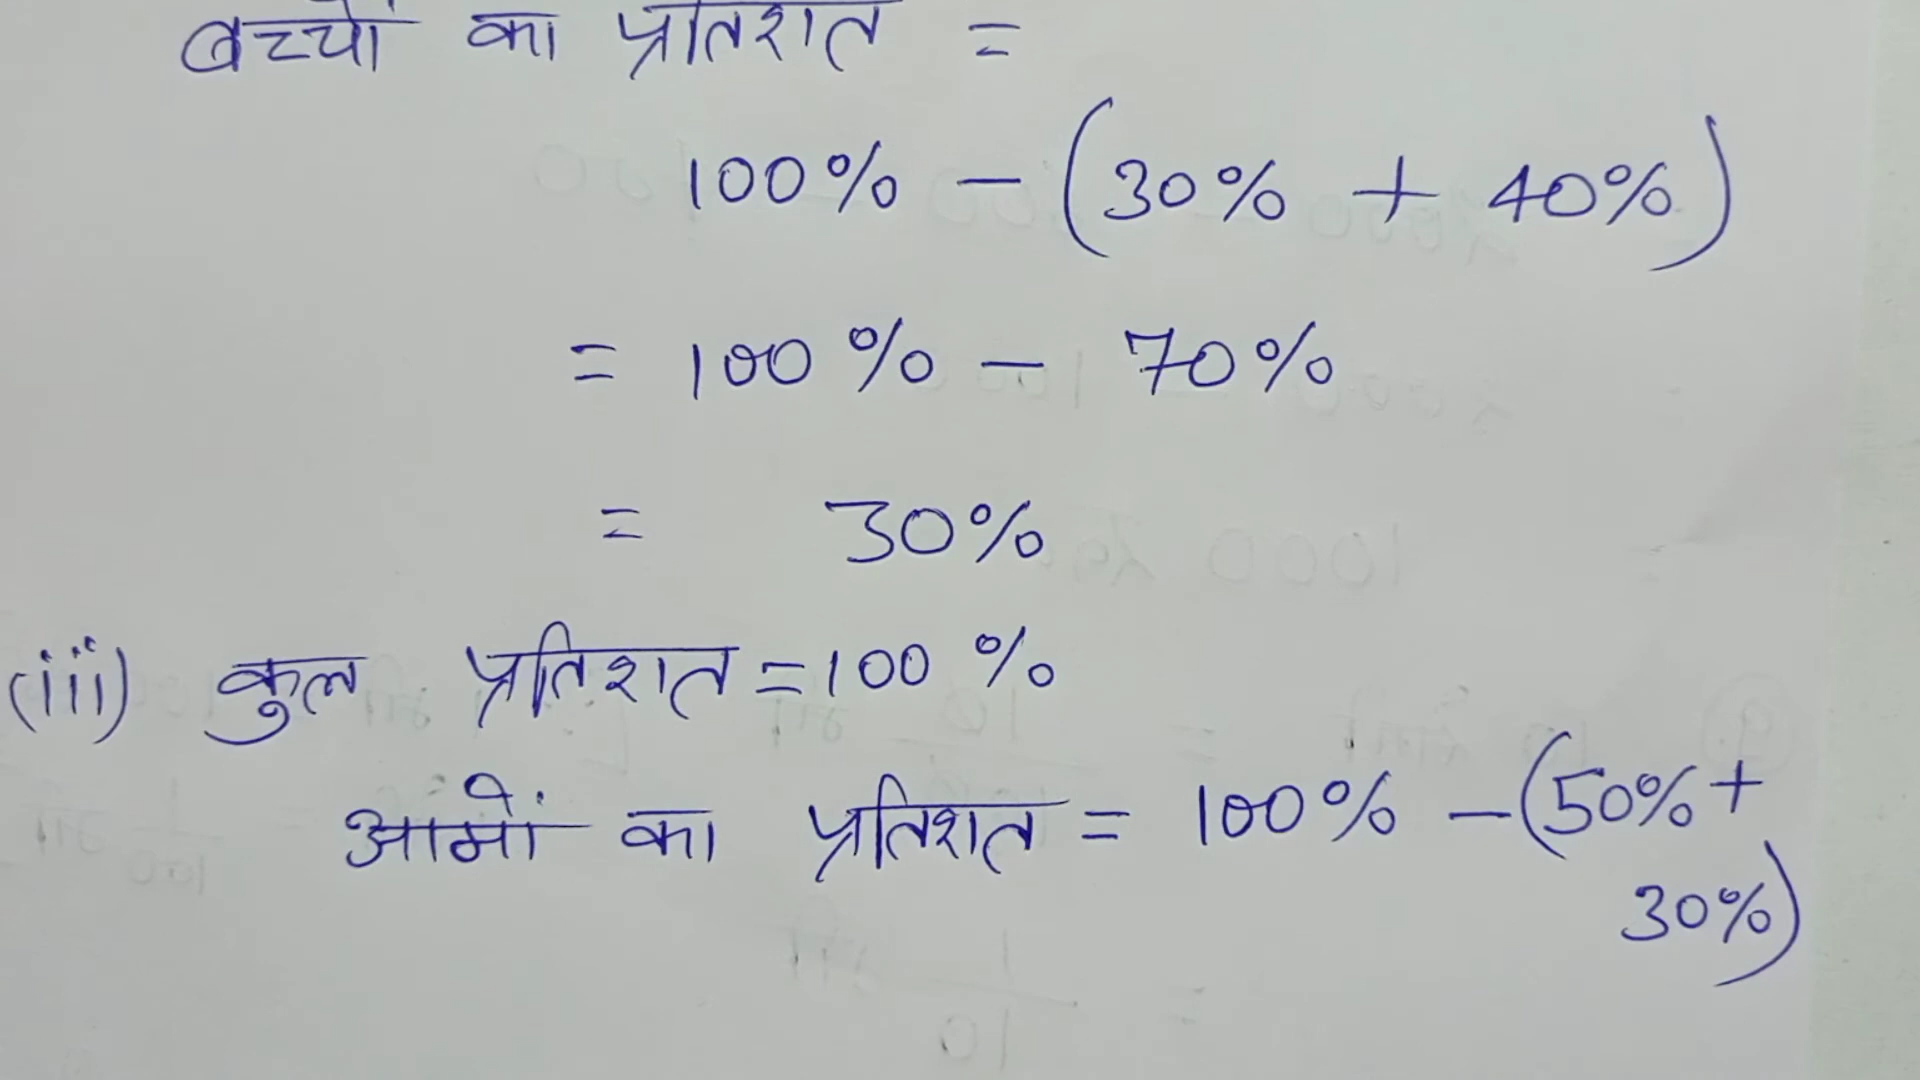 बच्चों का प्रतिशत =
100% - (30% + 40%)
= 100% - 70%
= 30%
(iii) कुल प्रतिशत = 100 %
आमों का प्रतिशत = 100% - (50% +
30%)